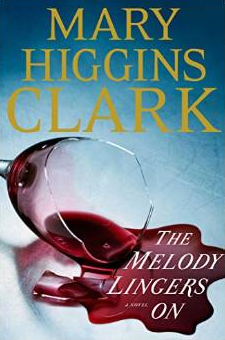 MARY
HIGGINS
CLARK
THE
MELODY
LINGERS
A NOVEL
ON